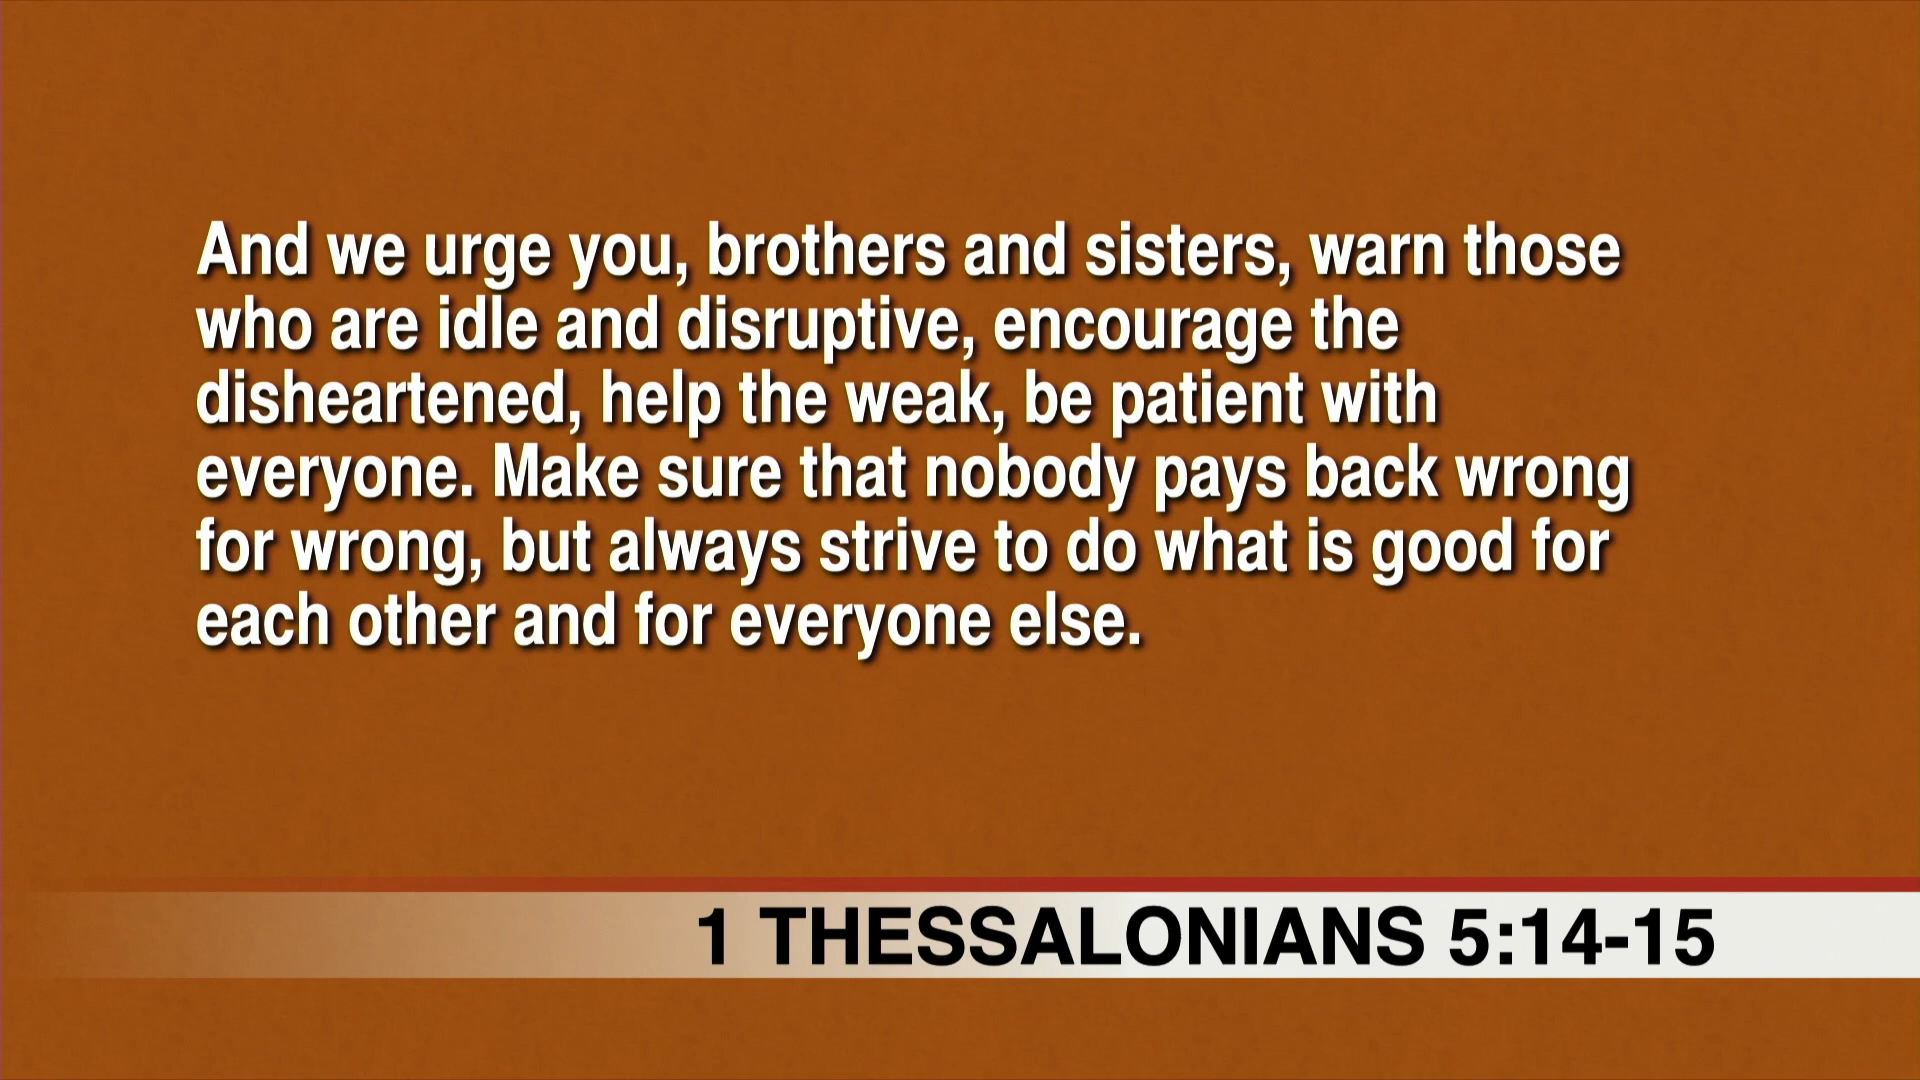 And we urge you, brothers and sisters, warn those
who are idle and disruptive, encourage the
disheartened, help the weak, be patient with
everyone. Make sure that nobody pays back wrong
for wrong, but always strive to do what is good for
each other and for everyone else.
1 THESSALONIANS 5:14-15